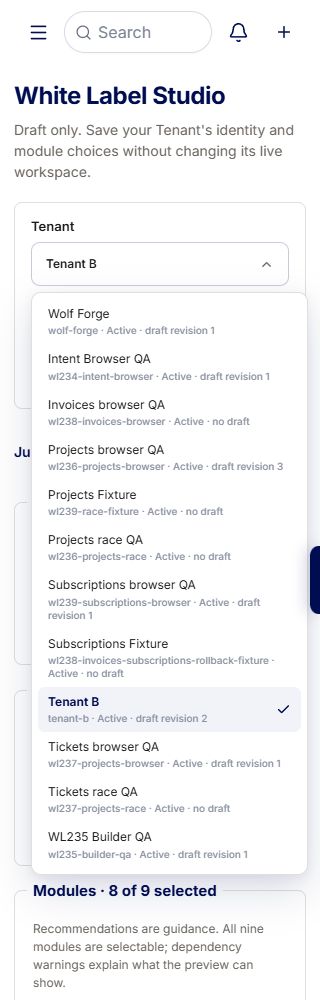 Search
White Label Studio
Draft only. Save your Tenant's identity and
module choices without changing its live
workspace.
Tenant
Tenant B
Wolf Forge
wolf-forge · Active · draft revision 1
Intent Browser QA
wl234-intent-browser · Active · draft revision 1
Invoices browser QA
wl238-invoices-browser · Active · no draft
Projects browser QA
wl236-projects-browser · Active · draft revision 3
Projects Fixture
wl239-race-fixture · Active · no draft
Projects race QA
wl236-projects-race · Active · no draft
Subscriptions browser QA
wl239-subscriptions-browser · Active · draft
revision 1
Subscriptions Fixture
wl238-invoices-subscriptions-rollback-fixture ·
Active · no draft
Ju
Tenant B
tenant-b · Active · draft revision 2
Tickets browser QA
wl237-projects-browser · Active · draft revision 1
Tickets race QA
wl237-projects-race · Active · no draft
WL235 Builder QA
wl235-builder-qa · Active · draft revision 1
Modules · 8 of 9 selected
Recommendations are guidance. All nine
modules are selectable; dependency
warnings explain what the preview can
show.